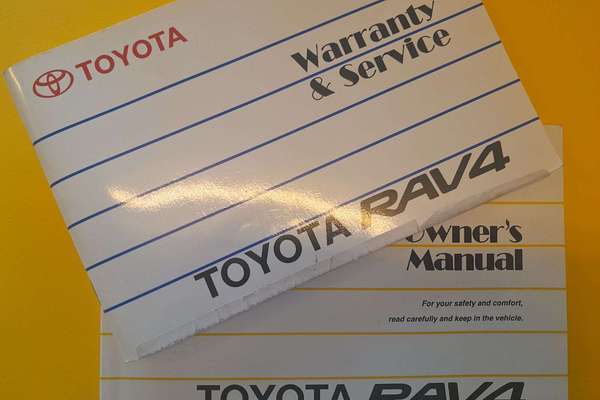 TOYOTA
Warranty
& Service
TOYOTA RAV4
Owner's
Manual
For your safety and comfort,
read carefully and keep in the vehicle.
TOYOTA RAV4